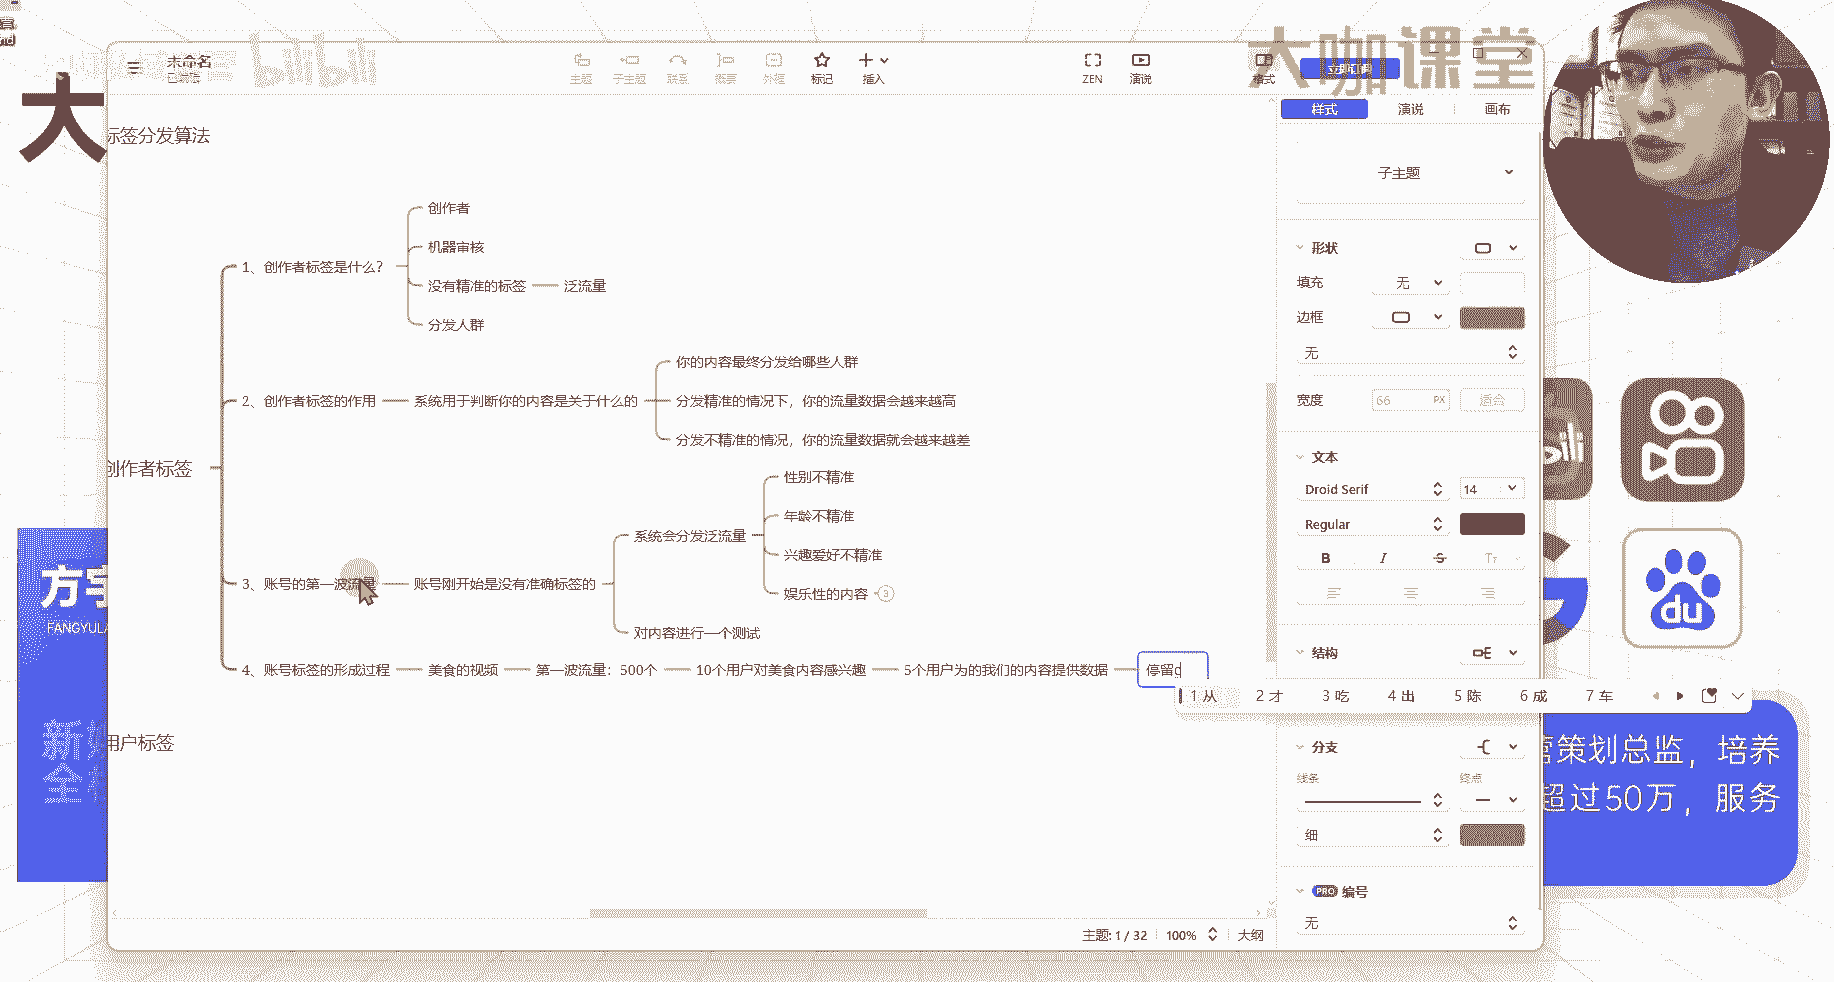 未命名
已编辑
bilibili
主题
子主题
联系
概要
外框
标记
插入
ZEN
演说
格式
大咖课堂
大
标签分发算法
创作者
机器审核
1、创作者标签是什么?
没有精准的标签
泛流量
分发人群
你的内容最终分发给哪些人群
2、创作者标签的作用
系统用于判断你的内容是关于什么的
分发精准的情况下，你的流量数据会越来越高
分发不精准的情况，你的流量数据就会越来越差
创作者标签
性别不精准
年龄不精准
系统会分发泛流量
兴趣爱好不精准
3、账号的第一波流量
账号刚开始是没有准确标签的
娱乐性的内容
3
对内容进行一个测试
4、账号标签的形成过程
美食的视频
第一波流量：500个
10个用户对美食内容感兴趣
5个用户为的我们的内容提供数据
停留c
1 从
2 才
3 吃
4 出
5 陈
6 成
7 车
用户标签
样式
演说
画布
子主题
形状
填充
无
边框
无
宽度
66
PX
适合
文本
Droid Serif
14
Regular
B
I
S
Tт
结构
分支
线条
终点
细
PRO
编号
无
主题: 1 / 32
100%
大纲
方宇
FANGYULA
新
全
du
营策划总监，培养
超过50万，服务